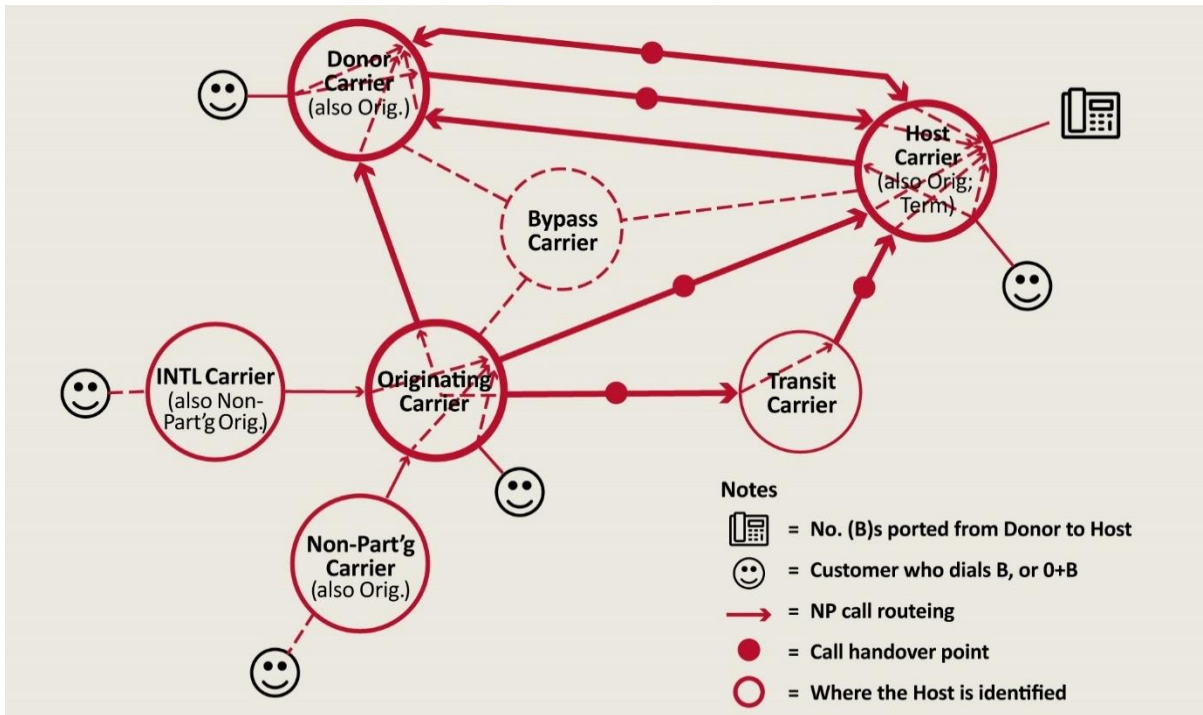 Donor
Carrier
(also Orig.)
Host
Carrier
(also Orig;
Term)
Bypass
Carrier
INTL Carrier
(also Non-
Part'g Orig.)
Originating
Carrier
Transit
Carrier
Non-Part'g
Carrier
(also Orig.)
Notes
= No. (B)s ported from Donor to Host
= Customer who dials B, or 0+B
= NP call routeing
= Call handover point
= Where the Host is identified